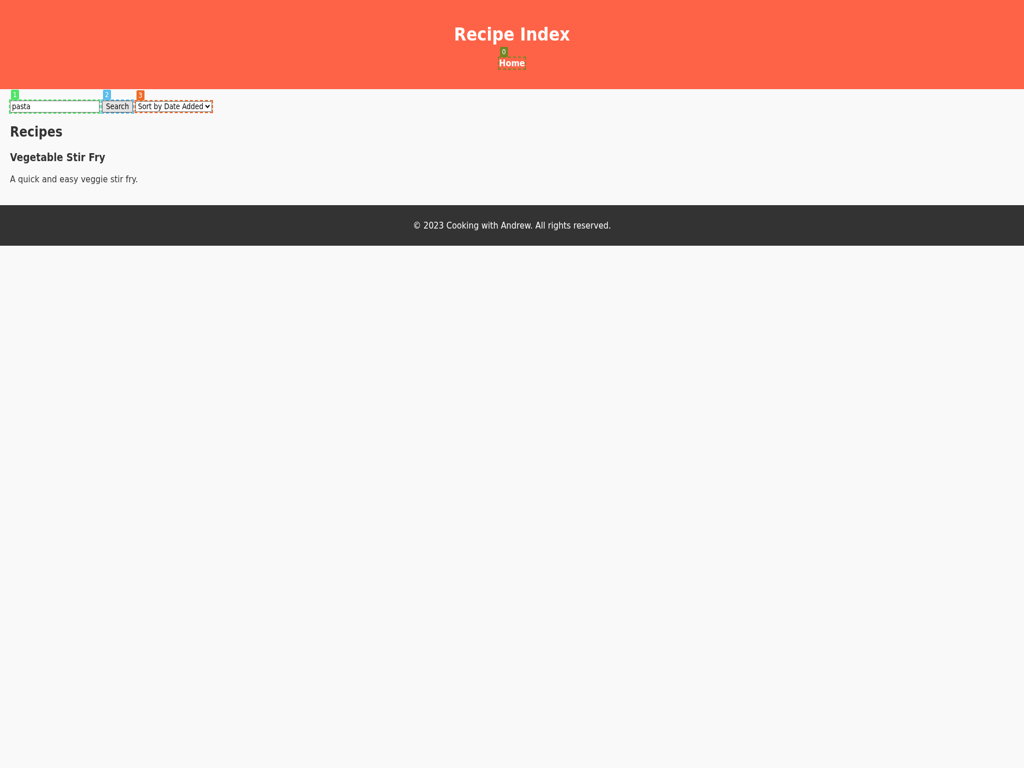 Recipe Index
0
Home
1 2 3
pasta Search Sort by Date Added
Recipes
Vegetable Stir Fry
A quick and easy veggie stir fry.
© 2023 Cooking with Andrew. All rights reserved.